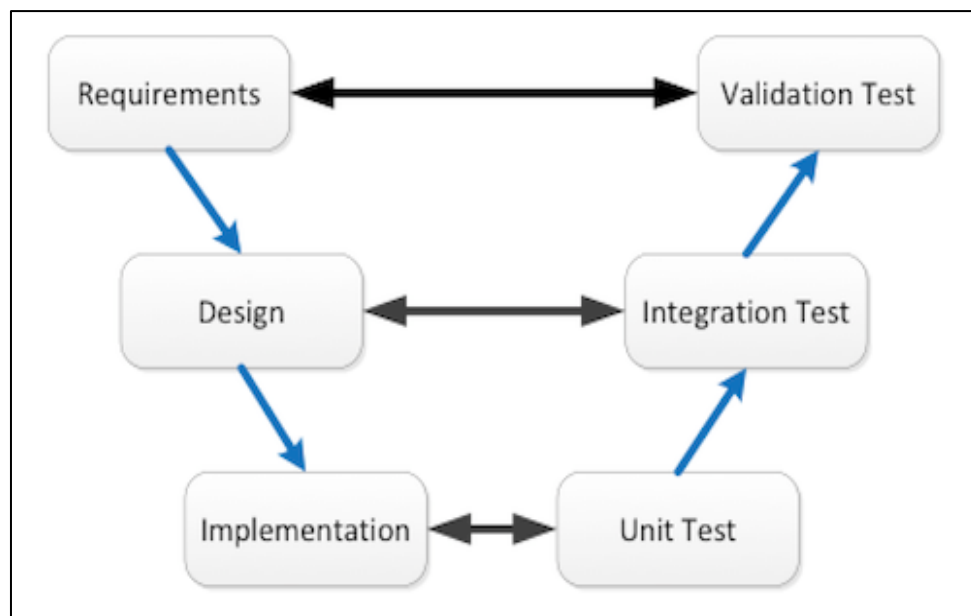 Requirements
Validation Test
Design
Integration Test
Implementation
Unit Test